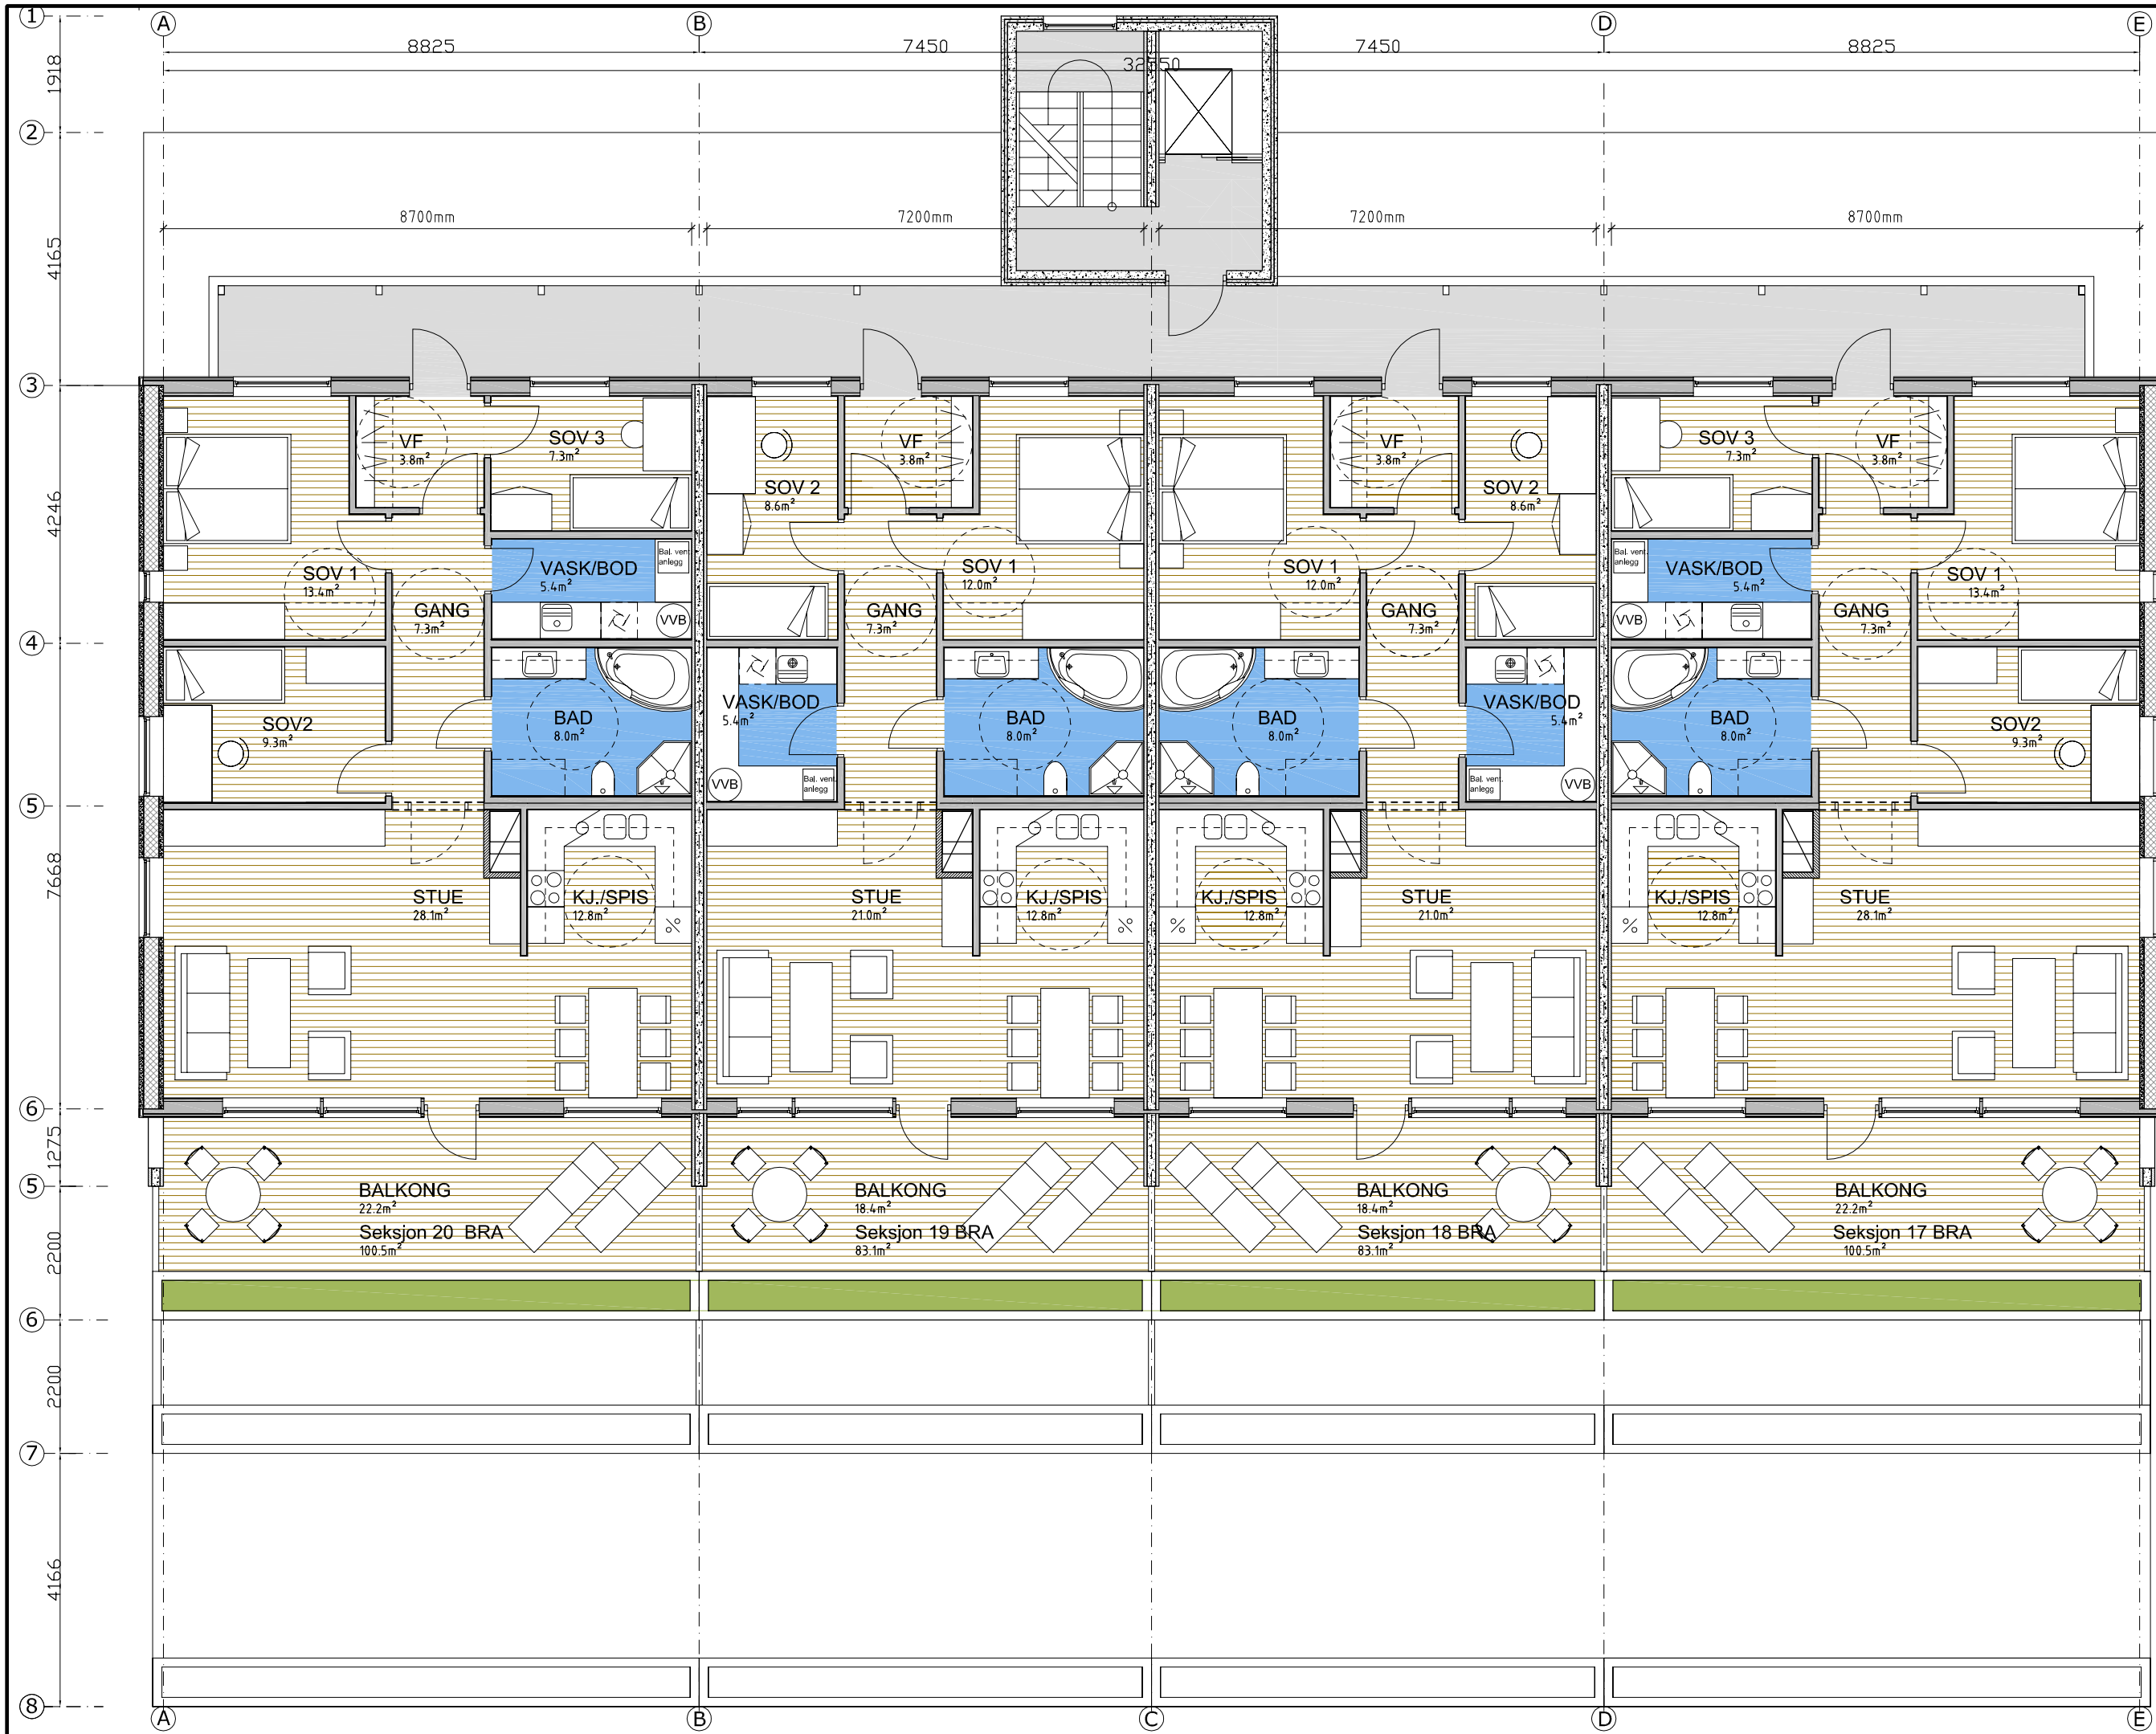 1 A B D E
8825 7450 7450 8825
32550
1918
2
8700mm 7200mm 7200mm 8700mm
4165
3
VF 3.8m² SOV 3 7.3m² VF 3.8m² VF 3.8m² SOV 3 7.3m² VF 3.8m²
SOV 2 8.6m² SOV 2 8.6m²
4246
Bal. vent. anlegg Bal. vent. anlegg
SOV 1 13.4m² VASK/BOD 5.4m² SOV 1 12.0m² SOV 1 12.0m² VASK/BOD 5.4m² SOV 1 13.4m²
GANG 7.3m² VVB GANG 7.3m² GANG 7.3m² VVB GANG 7.3m²
4
VASK/BOD 5.4m² VASK/BOD 5.4m²
SOV2 9.3m² BAD 8.0m² BAD 8.0m² BAD 8.0m² BAD 8.0m² SOV2 9.3m²
VVB Bal. vent. anlegg Bal. vent. anlegg VVB
5
7668
STUE 28.1m² KJ./SPIS 12.8m² STUE 21.0m² KJ./SPIS 12.8m² KJ./SPIS 12.8m² STUE 21.0m² KJ./SPIS 12.8m² STUE 28.1m²
% % % %
6
1275
5
BALKONG BALKONG BALKONG BALKONG
22.2m² 18.4m² 18.4m² 22.2m²
Seksjon 20 BRA Seksjon 19 BRA Seksjon 18 BRA Seksjon 17 BRA
100.5m² 83.1m² 83.1m² 100.5m²
2200
6
2200
7
4166
8
A B C D E